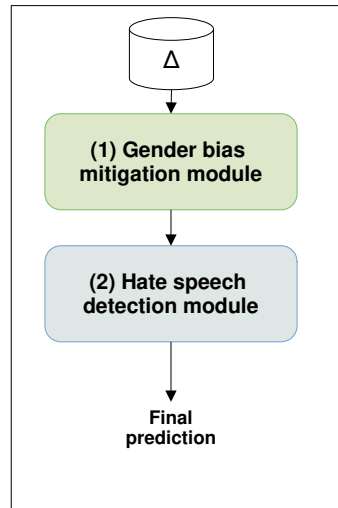 Δ
(1) Gender bias
mitigation module
(2) Hate speech
detection module
Final
prediction